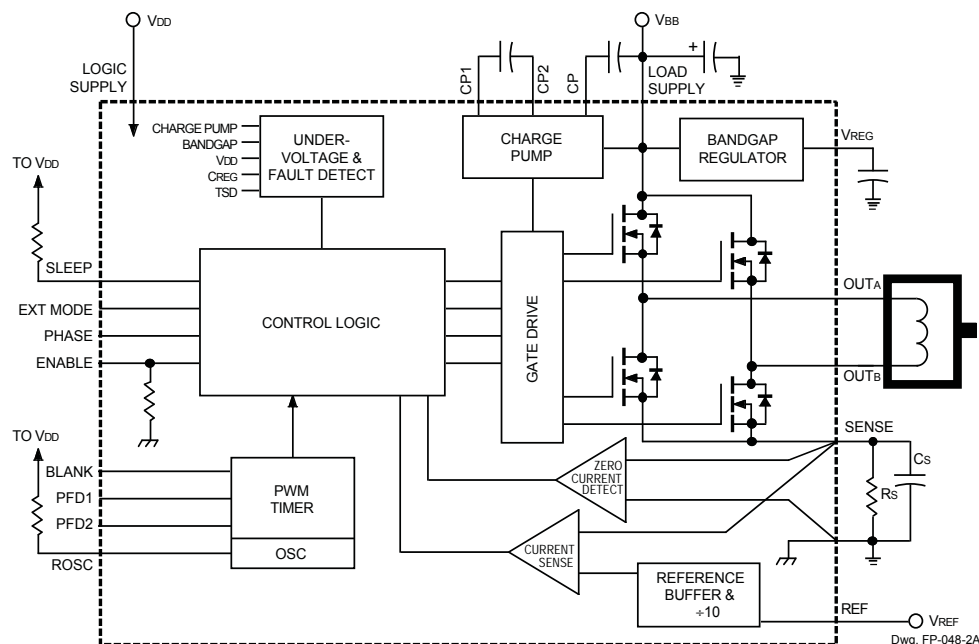 VDD
LOGIC
SUPPLY
CP1
CP2
CP
VBB
+
LOAD
SUPPLY
CHARGE PUMP
BANDGAP
VDD
CREG
TSD
UNDER-
VOLTAGE &
FAULT DETECT
CHARGE
PUMP
BANDGAP
REGULATOR
VREG
TO VDD
SLEEP
EXT MODE
PHASE
ENABLE
CONTROL LOGIC
GATE DRIVE
OUTA
OUTB
SENSE
CS
RS
TO VDD
BLANK
PFD1
PFD2
ROSC
PWM
TIMER
OSC
ZERO
CURRENT
DETECT
CURRENT
SENSE
REFERENCE
BUFFER &
÷10
REF
VREF
Dwg. FP-048-2A